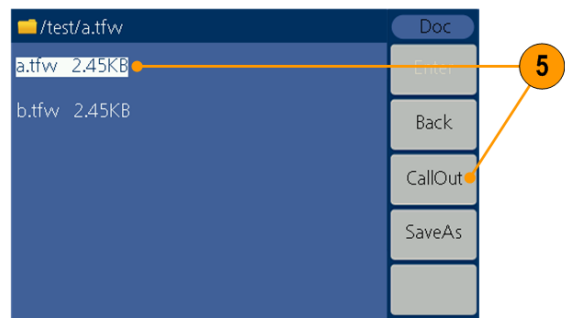 /test/a.tfw
Doc
a.tfw 2.45KB
Enter
5
b.tfw 2.45KB
Back
CallOut
SaveAs